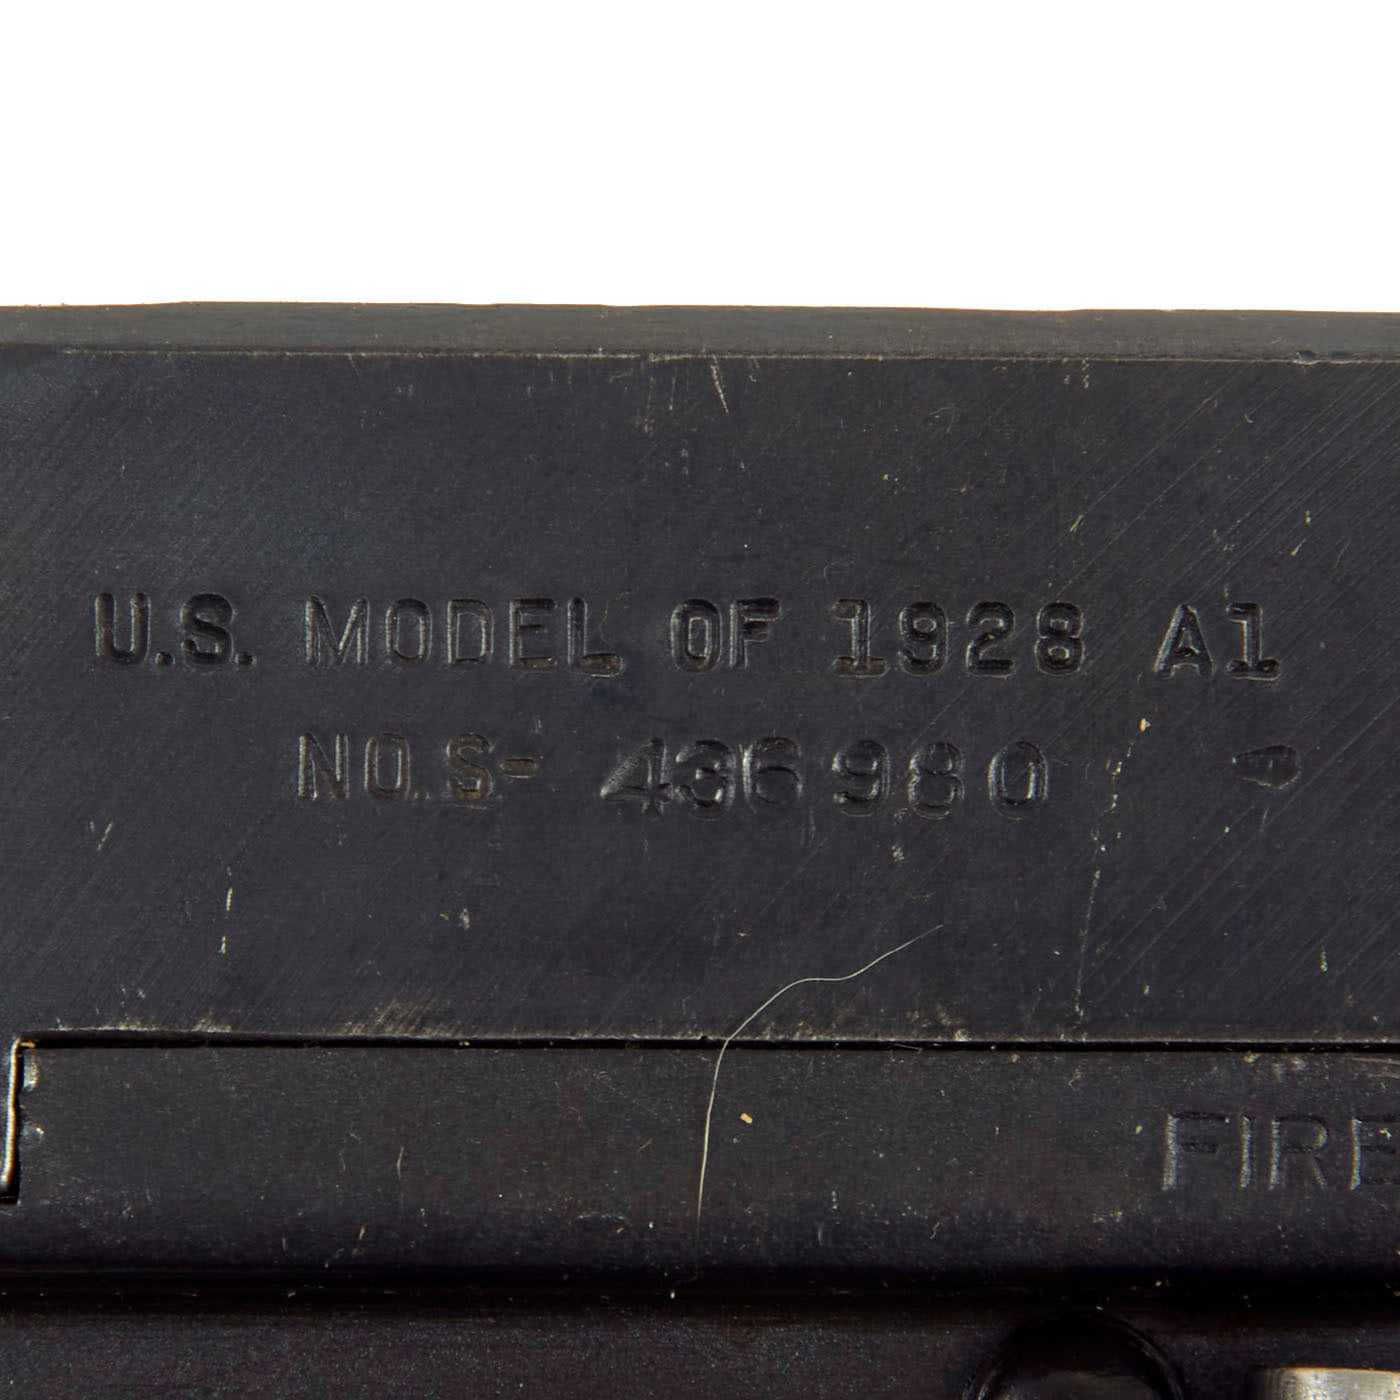 U.S. MODEL OF 1928 A1
NO.S- 436980
FIRE